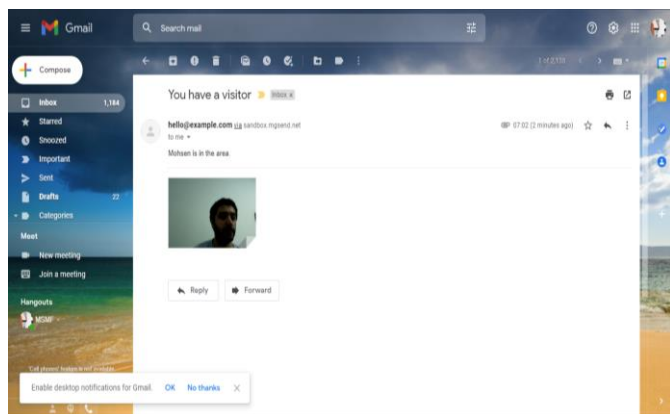 Gmail
Search mail
Compose
Inbox 1,184
Starred
Snoozed
Important
Sent
Drafts 22
Categories
Meet
New meeting
Join a meeting
Hangouts
MSMF
You have a visitor
Inbox x
hello@example.com via sandbox.mgsend.net
07:02 (2 minutes ago)
to me
Mohsen is in the area.
Reply
Forward
Enable desktop notifications for Gmail. OK No thanks X